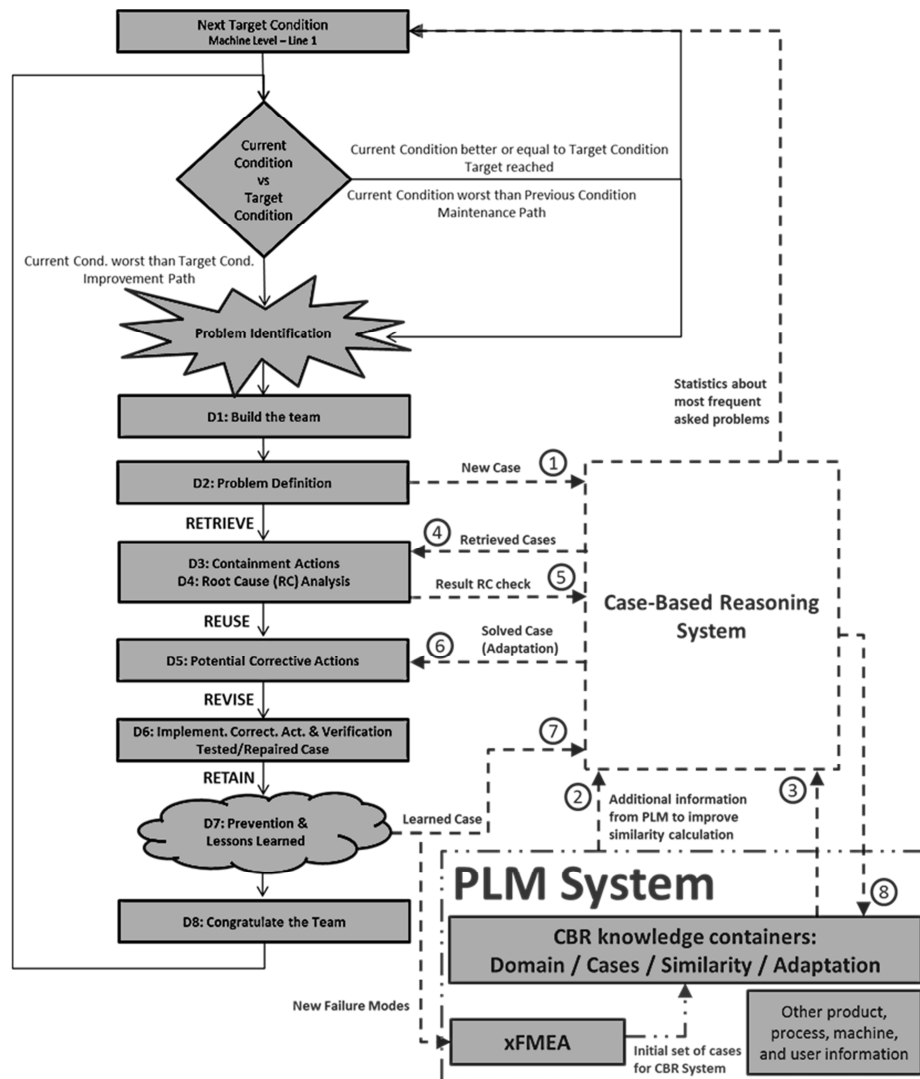 Next Target Condition
Machine Level – Line 1
Current
Condition
vs
Target
Condition
Current Condition better or equal to Target Condition
Target reached
Current Condition worst than Previous Condition
Maintenance Path
Current Cond. worst than Target Cond.
Improvement Path
Problem Identification
Statistics about
most frequent
asked problems
D1: Build the team
D2: Problem Definition
New Case
1
RETRIEVE
4
Retrieved Cases
D3: Containment Actions
D4: Root Cause (RC) Analysis
Result RC check
5
Case-Based Reasoning
System
REUSE
6
Solved Case
(Adaptation)
D5: Potential Corrective Actions
REVISE
D6: Implement. Correct. Act. & Verification
Tested/Repaired Case
7
RETAIN
2
3
Additional information
from PLM to improve
similarity calculation
D7: Prevention &
Lessons Learned
Learned Case
PLM System
8
D8: Congratulate the Team
CBR knowledge containers:
Domain / Cases / Similarity / Adaptation
New Failure Modes
xFMEA
Initial set of cases
for CBR System
Other product,
process, machine,
and user information